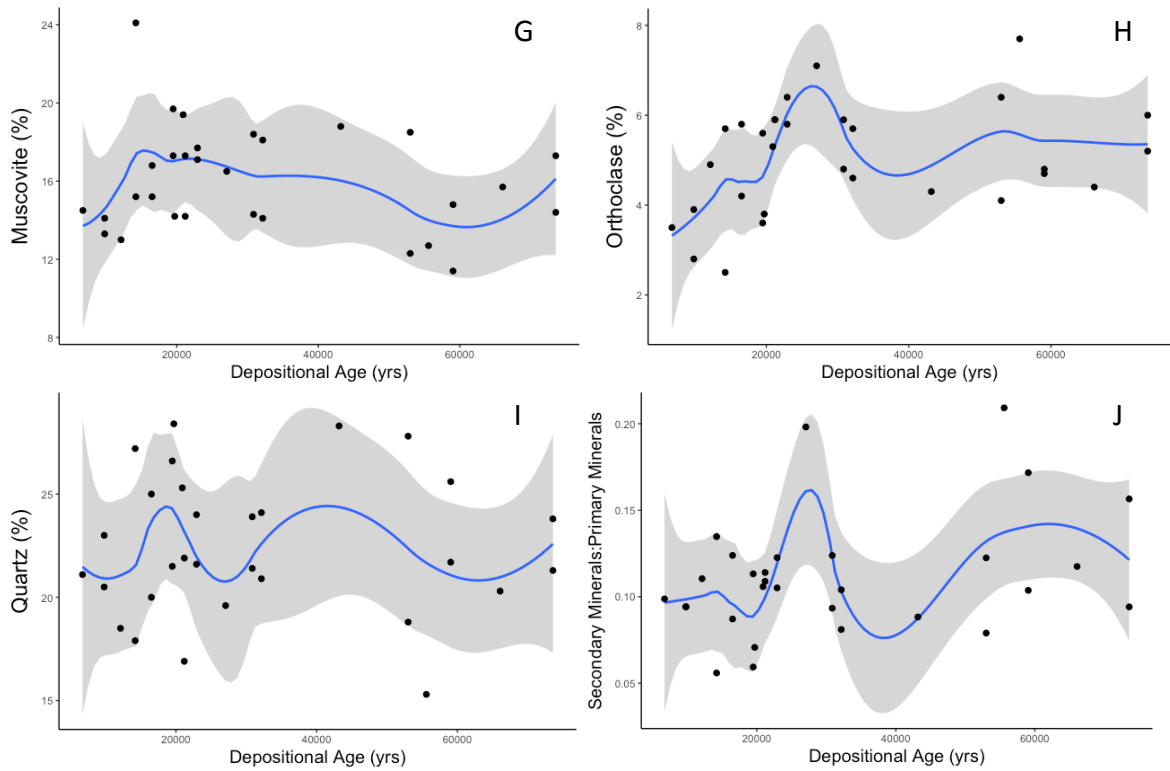 G
Muscovite (%)
24
20
16
12
8
20000 40000 60000
Depositional Age (yrs)
H
Orthoclase (%)
8
6
4
2
20000 40000 60000
Depositional Age (yrs)
I
Quartz (%)
25
20
15
20000 40000 60000
Depositional Age (yrs)
J
Secondary Minerals:Primary Minerals
0.20
0.15
0.10
0.05
20000 40000 60000
Depositional Age (yrs)